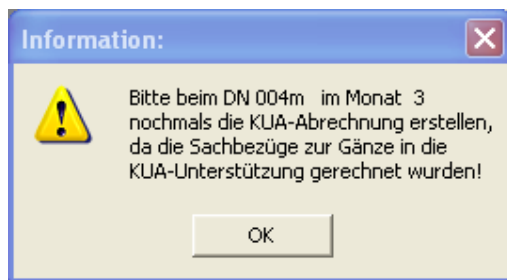 Information:
Bitte beim DN 004m   im Monat  3
nochmals die KUA-Abrechnung erstellen,
da die Sachbezüge zur Gänze in die
KUA-Unterstützung gerechnet wurden!
OK